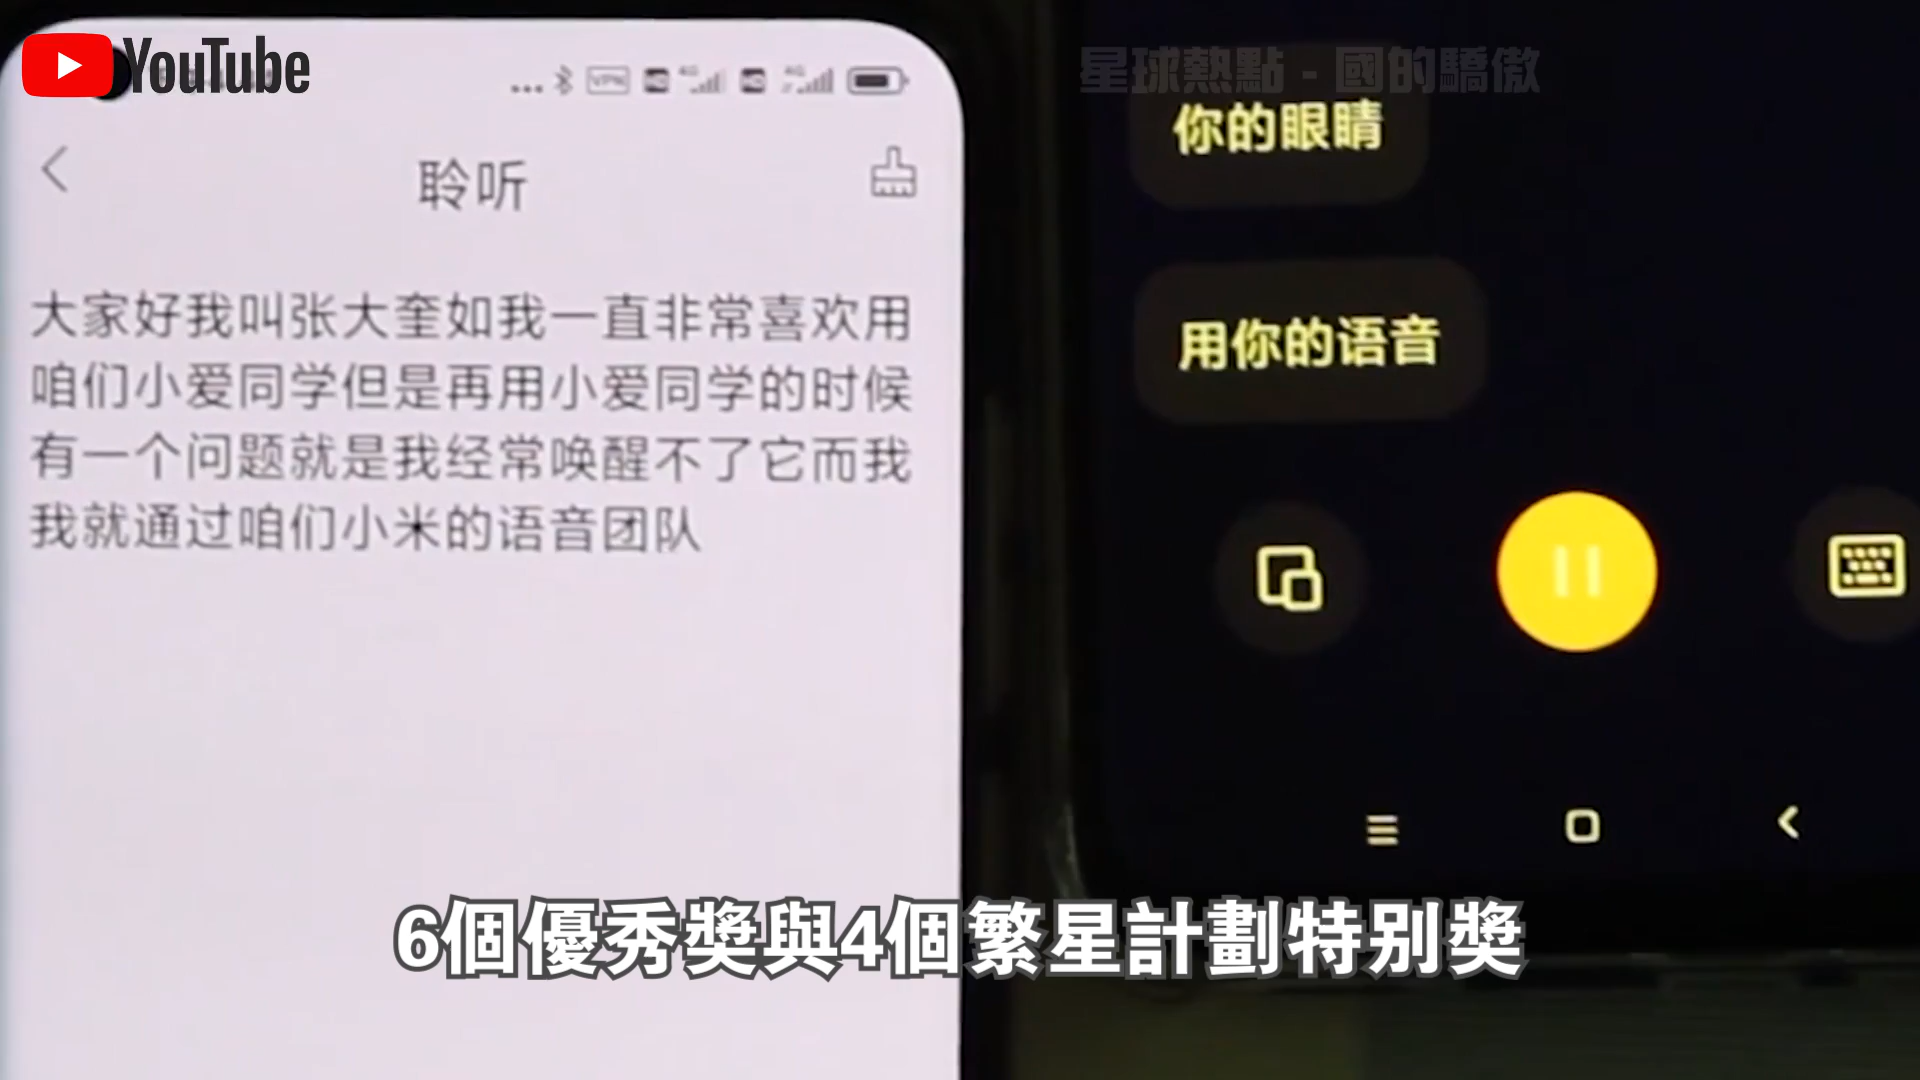 YouTube
星球熱點 - 國的驕傲
VPN
聆听
大家好我叫张大奎如我一直非常喜欢用
咱们小爱同学但是再用小爱同学的时候
有一个问题就是我经常唤醒不了它而我
我就通过咱们小米的语音团队
你的眼睛
用你的语音
6個優秀獎與4個繁星計劃特別獎